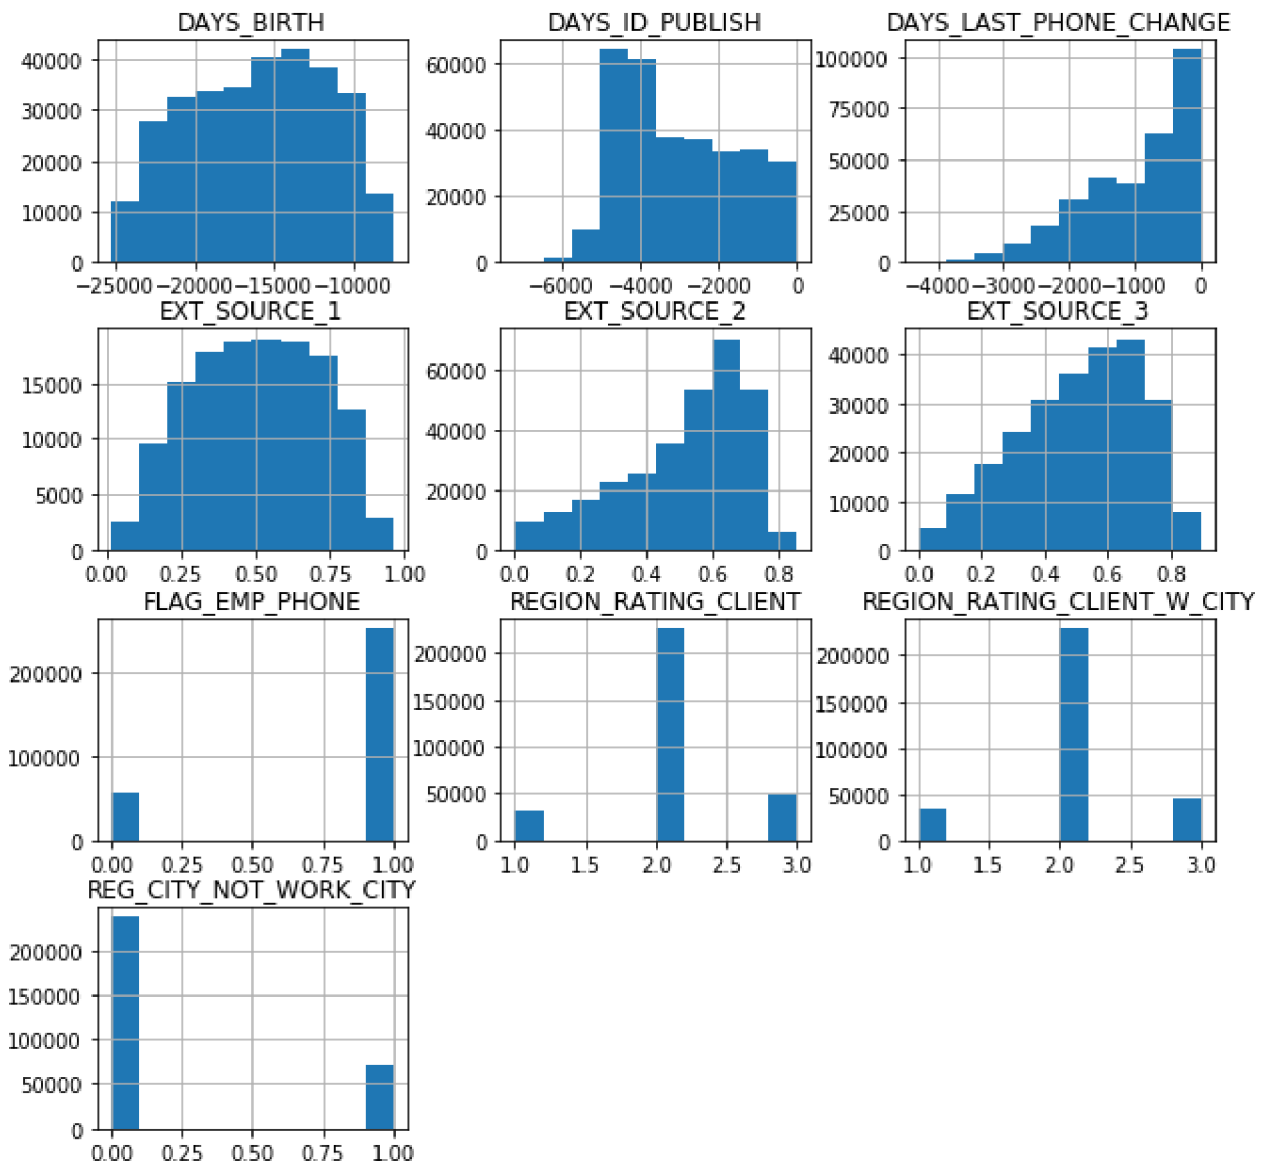 DAYS_BIRTH DAYS_ID_PUBLISH DAYS_LAST_PHONE_CHANGE
40000 60000 100000
30000 75000
20000 40000 50000
10000 20000 25000
0 0 0
−25000 −20000 −15000 −10000 −6000 −4000 −2000 0 −4000 −3000 −2000 −1000 0
EXT_SOURCE_1 EXT_SOURCE_2 EXT_SOURCE_3
15000 60000 40000
10000 40000 30000
5000 20000 20000
0 0 10000
0
0.00 0.25 0.50 0.75 1.00 0.0 0.2 0.4 0.6 0.8 0.0 0.2 0.4 0.6 0.8
FLAG_EMP_PHONE REGION_RATING_CLIENT REGION_RATING_CLIENT_W_CITY
200000 200000 200000
150000 150000
100000 100000 100000
50000 50000
0 0 0
0.00 0.25 0.50 0.75 1.00 1.0 1.5 2.0 2.5 3.0 1.0 1.5 2.0 2.5 3.0
REG_CITY_NOT_WORK_CITY
200000
150000
100000
50000
0
0.00 0.25 0.50 0.75 1.00